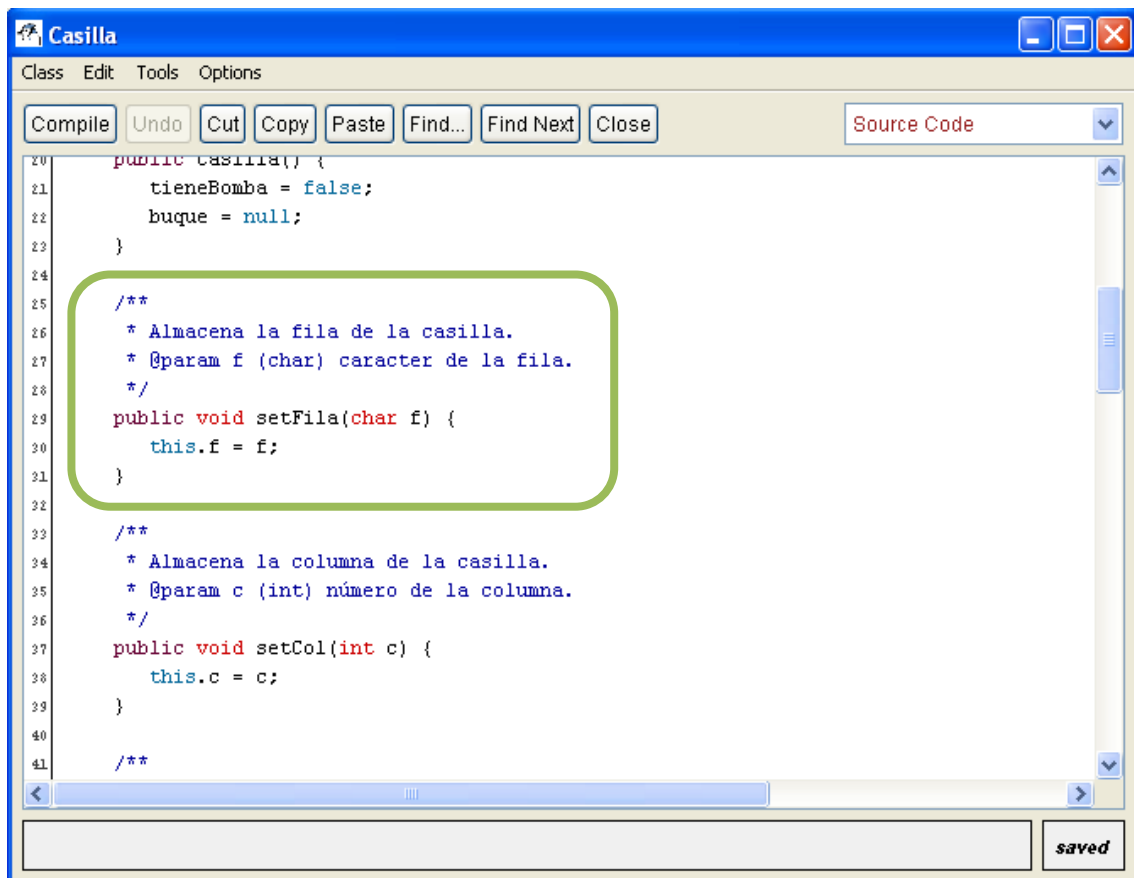 Casilla
Class Edit Tools Options
Compile Undo Cut Copy Paste Find... Find Next Close Source Code
20 public Casilla() {
21 tieneBomba = false;
22 buque = null;
23 }
24
25 /**
26 * Almacena la fila de la casilla.
27 * @param f (char) caracter de la fila.
28 */
29 public void setFila(char f) {
30 this.f = f;
31 }
32
33 /**
34 * Almacena la columna de la casilla.
35 * @param c (int) número de la columna.
36 */
37 public void setCol(int c) {
38 this.c = c;
39 }
40
41 /**
saved